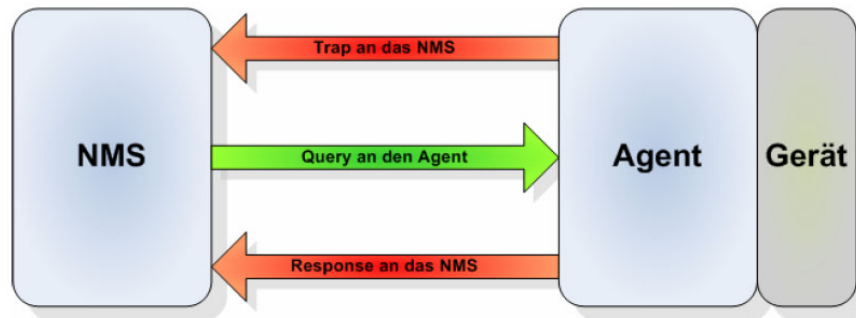 Trap an das NMS
NMS
Query an den Agent
Agent
Gerät
Response an das NMS